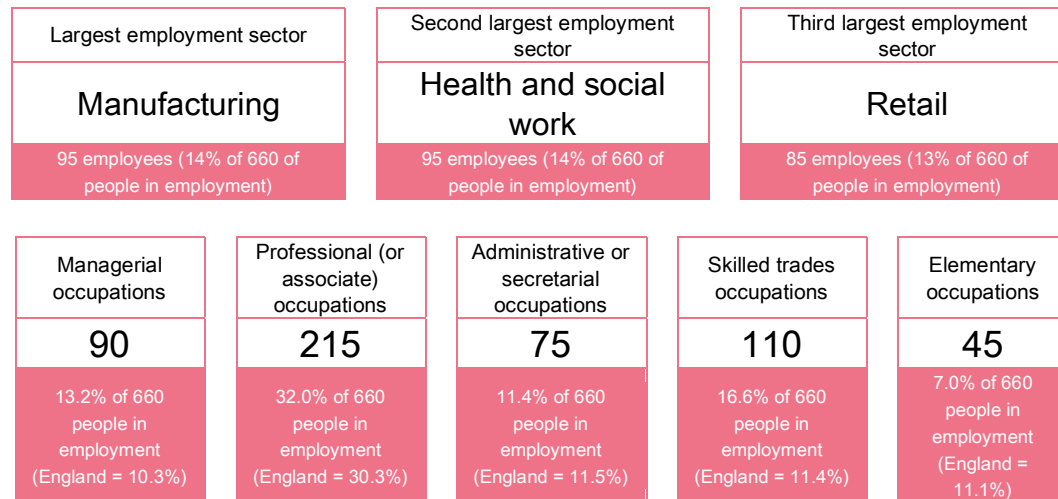 Largest employment sector
Manufacturing
95 employees (14% of 660 of
people in employment)
Second largest employment
sector
Health and social
work
95 employees (14% of 660 of
people in employment)
Third largest employment
sector
Retail
85 employees (13% of 660 of
people in employment)
Managerial
occupations
90
13.2% of 660
people in
employment
(England = 10.3%)
Professional (or
associate)
occupations
215
32.0% of 660
people in
employment
(England = 30.3%)
Administrative or
secretarial
occupations
75
11.4% of 660
people in
employment
(England = 11.5%)
Skilled trades
occupations
110
16.6% of 660
people in
employment
(England = 11.4%)
Elementary
occupations
45
7.0% of 660
people in
employment
(England =
11.1%)